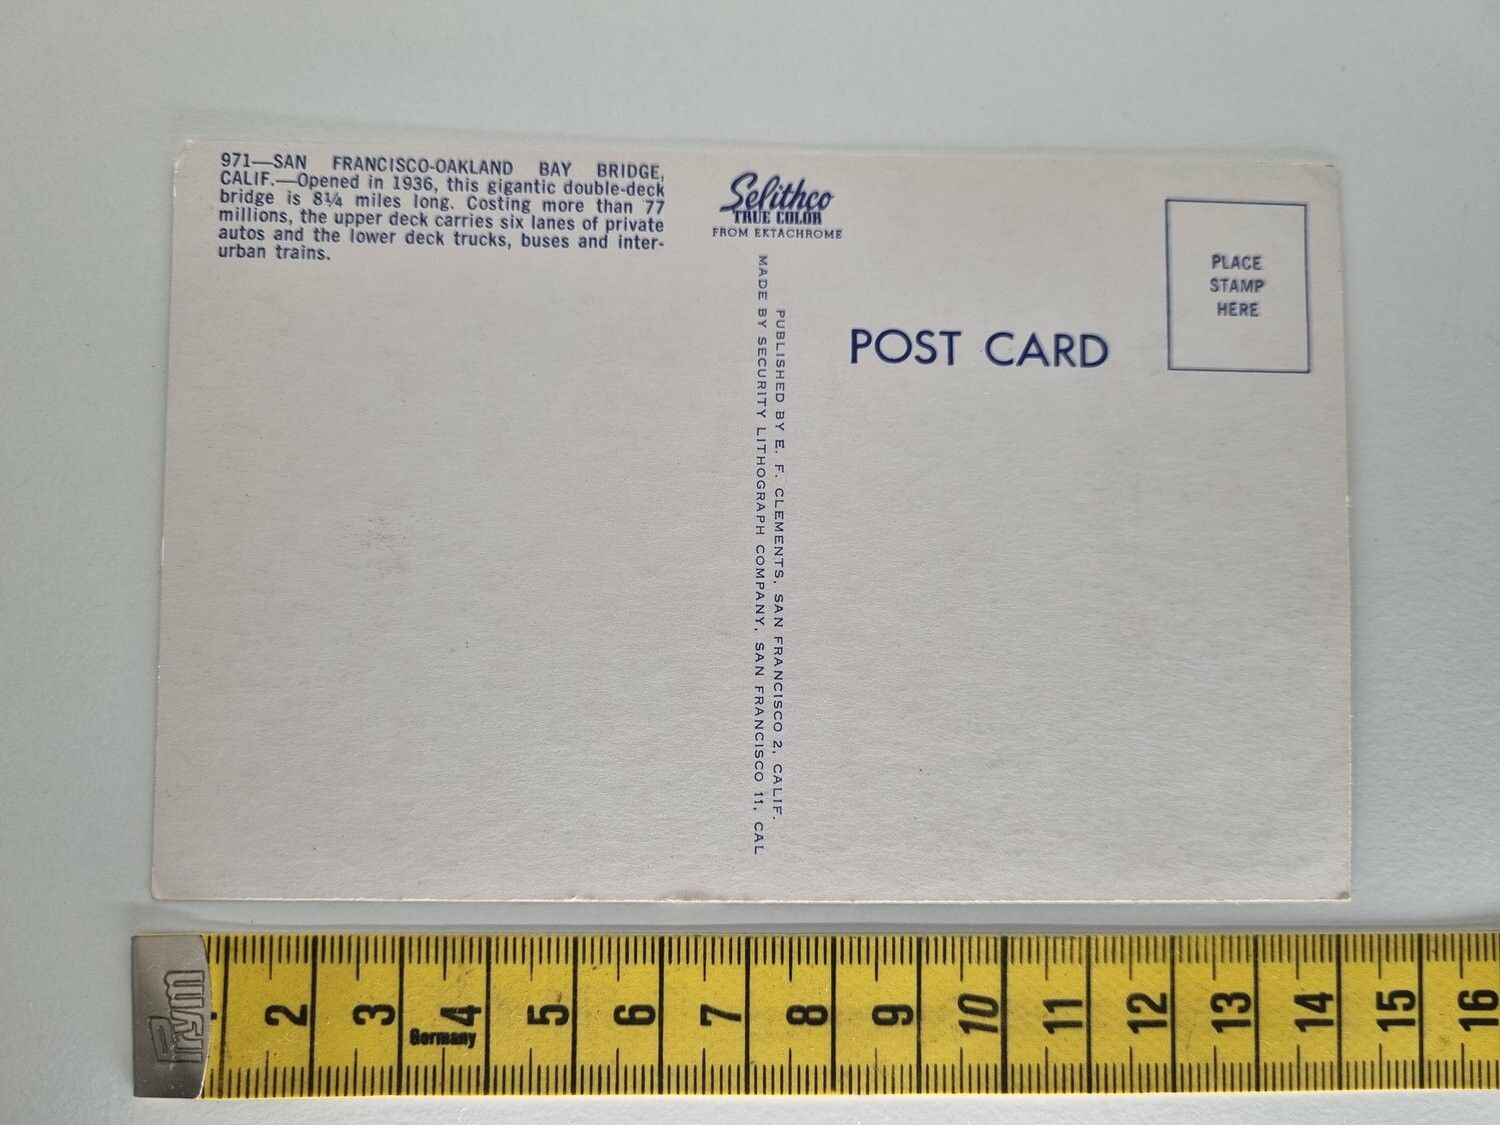 971—SAN FRANCISCO-OAKLAND BAY BRIDGE,
CALIF.—Opened in 1936, this gigantic double-deck
bridge is 8¼ miles long. Costing more than 77
millions, the upper deck carries six lanes of private
autos and the lower deck trucks, buses and inter-
urban trains.
Selithco
TRUE COLOR
FROM EKTACHROME
PUBLISHED BY E. F. CLEMENTS, SAN FRANCISCO 2, CALIF.
MADE BY SECURITY LITHOGRAPH COMPANY, SAN FRANCISCO 11, CAL
POST CARD
PLACE
STAMP
HERE
Prym
2 3 4 5 6 7 8 9 10 11 12 13 14 15 16
Germany